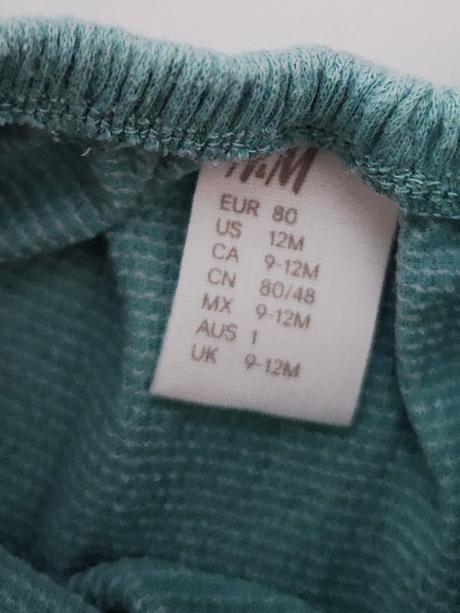 H&M
EUR 80
US 12M
CA 9-12M
CN 80/48
MX 9-12M
AUS 1
UK 9-12M